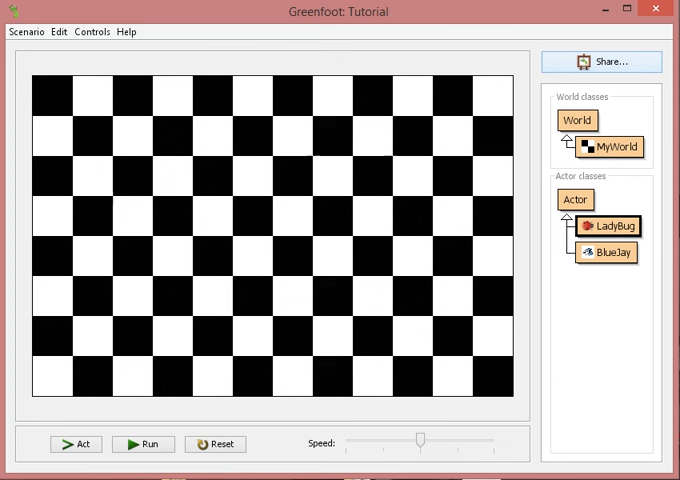 Greenfoot: Tutorial
Scenario Edit Controls Help
Share...
World classes
World
MyWorld
Actor classes
Actor
LadyBug
BlueJay
Act Run Reset Speed: